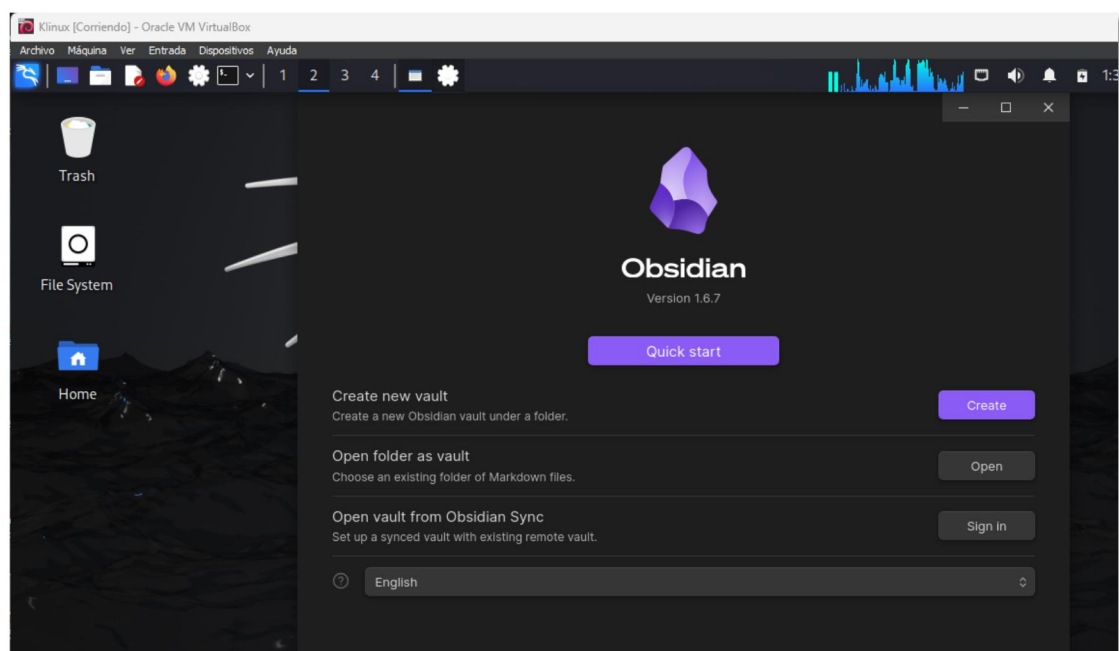 Klinux [Corriendo] - Oracle VM VirtualBox
Archivo Máquina Ver Entrada Dispositivos Ayuda
1 2 3 4
1:3
Trash
File System
Home
Obsidian
Version 1.6.7
Quick start
Create new vault
Create a new Obsidian vault under a folder.
Create
Open folder as vault
Choose an existing folder of Markdown files.
Open
Open vault from Obsidian Sync
Set up a synced vault with existing remote vault.
Sign in
English